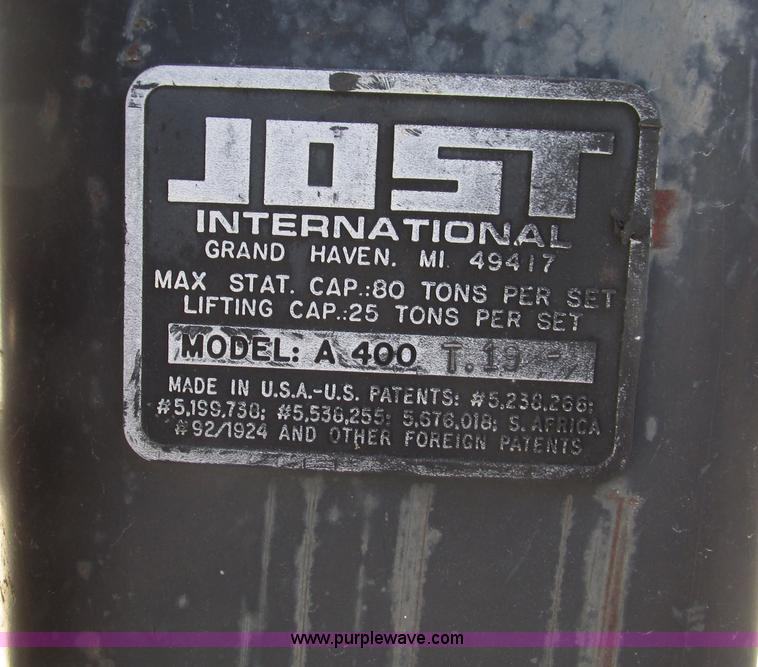 JOST
INTERNATIONAL
GRAND HAVEN. MI. 49417
MAX STAT. CAP.:80 TONS PER SET
LIFTING CAP.:25 TONS PER SET
MODEL: A 400 T.19 -
MADE IN U.S.A.-U.S. PATENTS: #5,238,266;
#5,199,738; #5,538,255; 5,676,018; S. AFRICA
#92/1924 AND OTHER FOREIGN PATENTS
www.purplewave.com